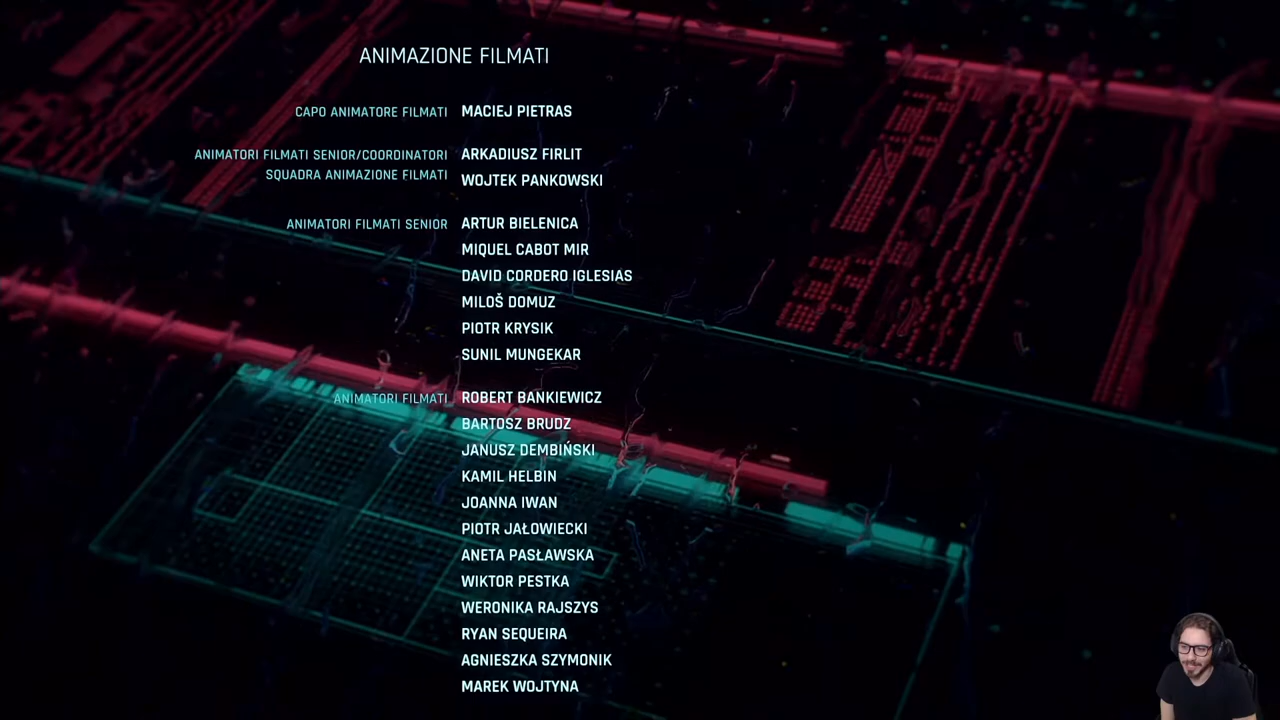 ANIMAZIONE FILMATI
CAPO ANIMATORE FILMATI MACIEJ PIETRAS
ANIMATORI FILMATI SENIOR/COORDINATORI ARKADIUSZ FIRLIT
SQUADRA ANIMAZIONE FILMATI WOJTEK PANKOWSKI
ANIMATORI FILMATI SENIOR ARTUR BIELENICA
MIQUEL CABOT MIR
DAVID CORDERO IGLESIAS
MILOŠ DOMUZ
PIOTR KRYSIK
SUNIL MUNGEKAR
ANIMATORI FILMATI ROBERT BANKIEWICZ
BARTOSZ BRUDZ
JANUSZ DEMBIŃSKI
KAMIL HELBIN
JOANNA IWAN
PIOTR JAŁOWIECKI
ANETA PASŁAWSKA
WIKTOR PESTKA
WERONIKA RAJSZYS
RYAN SEQUEIRA
AGNIESZKA SZYMONIK
MAREK WOJTYNA